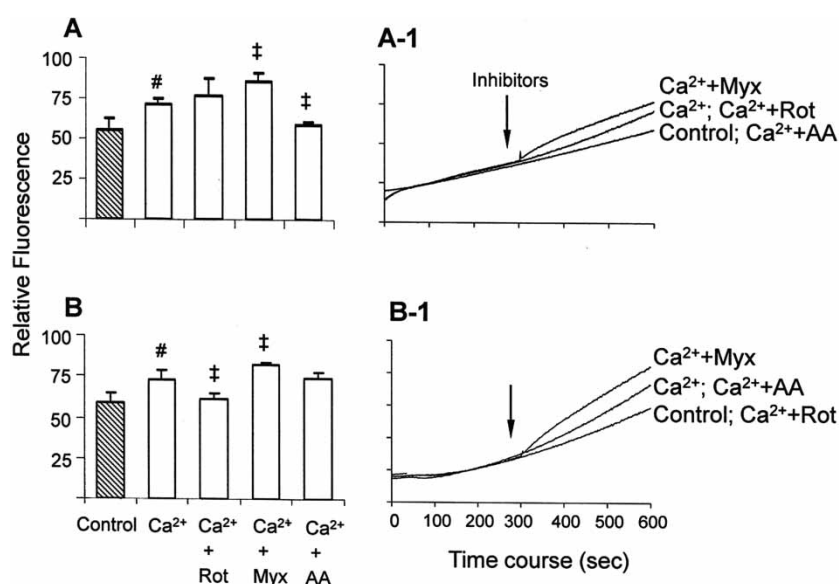 A
Relative Fluorescence
100
75
50
25
#
‡
‡
A-1
Inhibitors
Ca²⁺+Myx
Ca²⁺; Ca²⁺+Rot
Control; Ca²⁺+AA
B
100
75
50
25
#
‡
‡
Control
Ca²⁺
Ca²⁺
+
Rot
Ca²⁺
+
Myx
Ca²⁺
+
AA
B-1
Ca²⁺+Myx
Ca²⁺; Ca²⁺+AA
Control; Ca²⁺+Rot
0 100 200 300 400 500 600
Time course (sec)